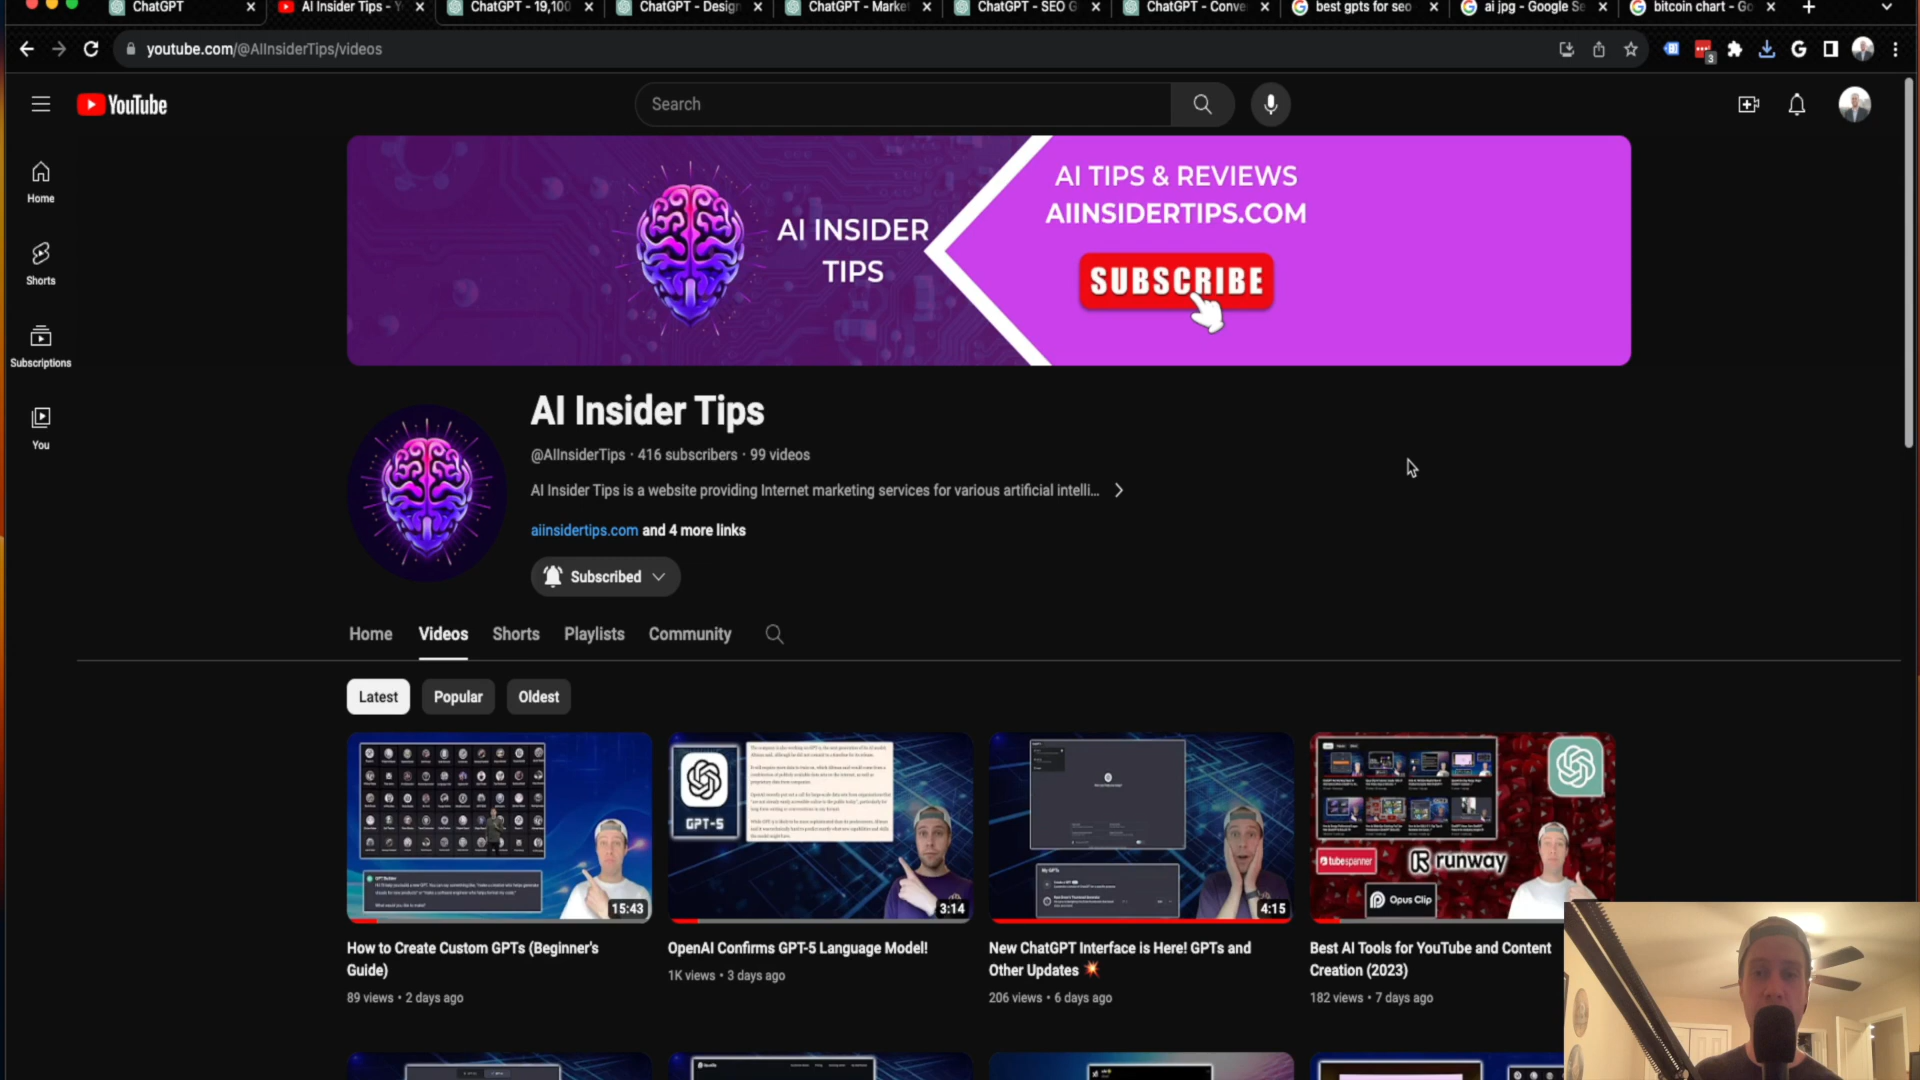 ChatGPT
AI Insider Tips - Y
ChatGPT - 19,100
ChatGPT - Design
ChatGPT - Market
ChatGPT - SEO G
ChatGPT - Conve
best gpts for seo
ai jpg - Google Se
bitcoin chart - Go
youtube.com/@AIInsiderTips/videos
3
YouTube
Search
Home
Shorts
Subscriptions
You
AI INSIDER
TIPS
AI TIPS & REVIEWS
AIINSIDERTIPS.COM
SUBSCRIBE
AI Insider Tips
@AIInsiderTips · 416 subscribers · 99 videos
AI Insider Tips is a website providing Internet marketing services for various artificial intelli...
aiinsidertips.com and 4 more links
Subscribed
Home Videos Shorts Playlists Community
Latest Popular Oldest
15:43
GPT-5
3:14
4:15
tubespanner
runway
Opus Clip
How to Create Custom GPTs (Beginner's
Guide)
89 views • 2 days ago
OpenAI Confirms GPT-5 Language Model!
1K views • 3 days ago
New ChatGPT Interface is Here! GPTs and
Other Updates 💥
206 views • 6 days ago
Best AI Tools for YouTube and Content
Creation (2023)
182 views • 7 days ago